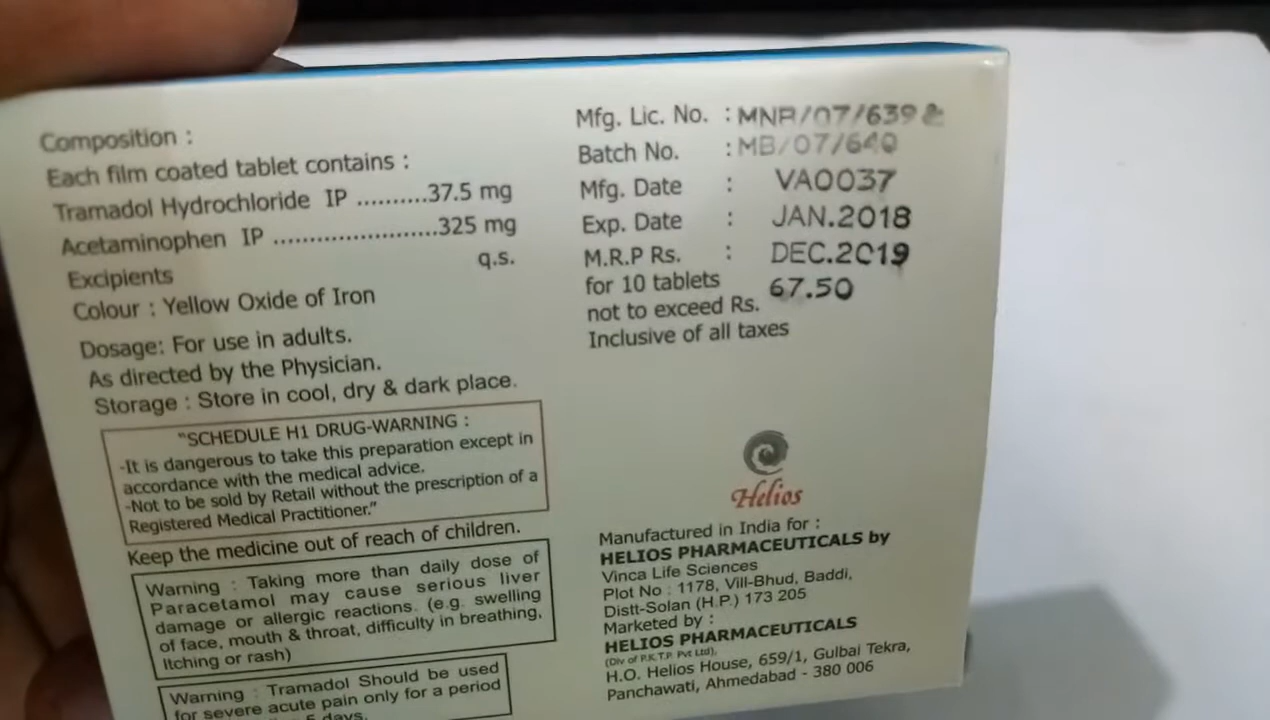 Composition :
Each film coated tablet contains :
Tramadol Hydrochloride IP ..........37.5 mg
Acetaminophen IP .......................325 mg
Excipients q.s.
Colour : Yellow Oxide of Iron
Dosage: For use in adults.
As directed by the Physician.
Storage : Store in cool, dry & dark place.
"SCHEDULE H1 DRUG-WARNING :
-It is dangerous to take this preparation except in
accordance with the medical advice.
-Not to be sold by Retail without the prescription of a
Registered Medical Practitioner."
Keep the medicine out of reach of children.
Warning : Taking more than daily dose of
Paracetamol may cause serious liver
damage or allergic reactions. (e.g. swelling
of face, mouth & throat, difficulty in breathing,
Itching or rash)
Warning : Tramadol Should be used
for severe acute pain only for a period
5 days.
Mfg. Lic. No. : MNB/07/639 &
Batch No. : MB/07/640
Mfg. Date : VA0037
Exp. Date : JAN.2018
M.R.P Rs. : DEC.2019
for 10 tablets 67.50
not to exceed Rs.
Inclusive of all taxes
Helios
Manufactured in India for :
HELIOS PHARMACEUTICALS by
Vinca Life Sciences
Plot No : 1178, Vill-Bhud, Baddi,
Distt-Solan (H.P.) 173 205
Marketed by :
HELIOS PHARMACEUTICALS
(Div of P.K.T.P. Pvt Ltd).
H.O. Helios House, 659/1, Gulbai Tekra,
Panchawati, Ahmedabad - 380 006